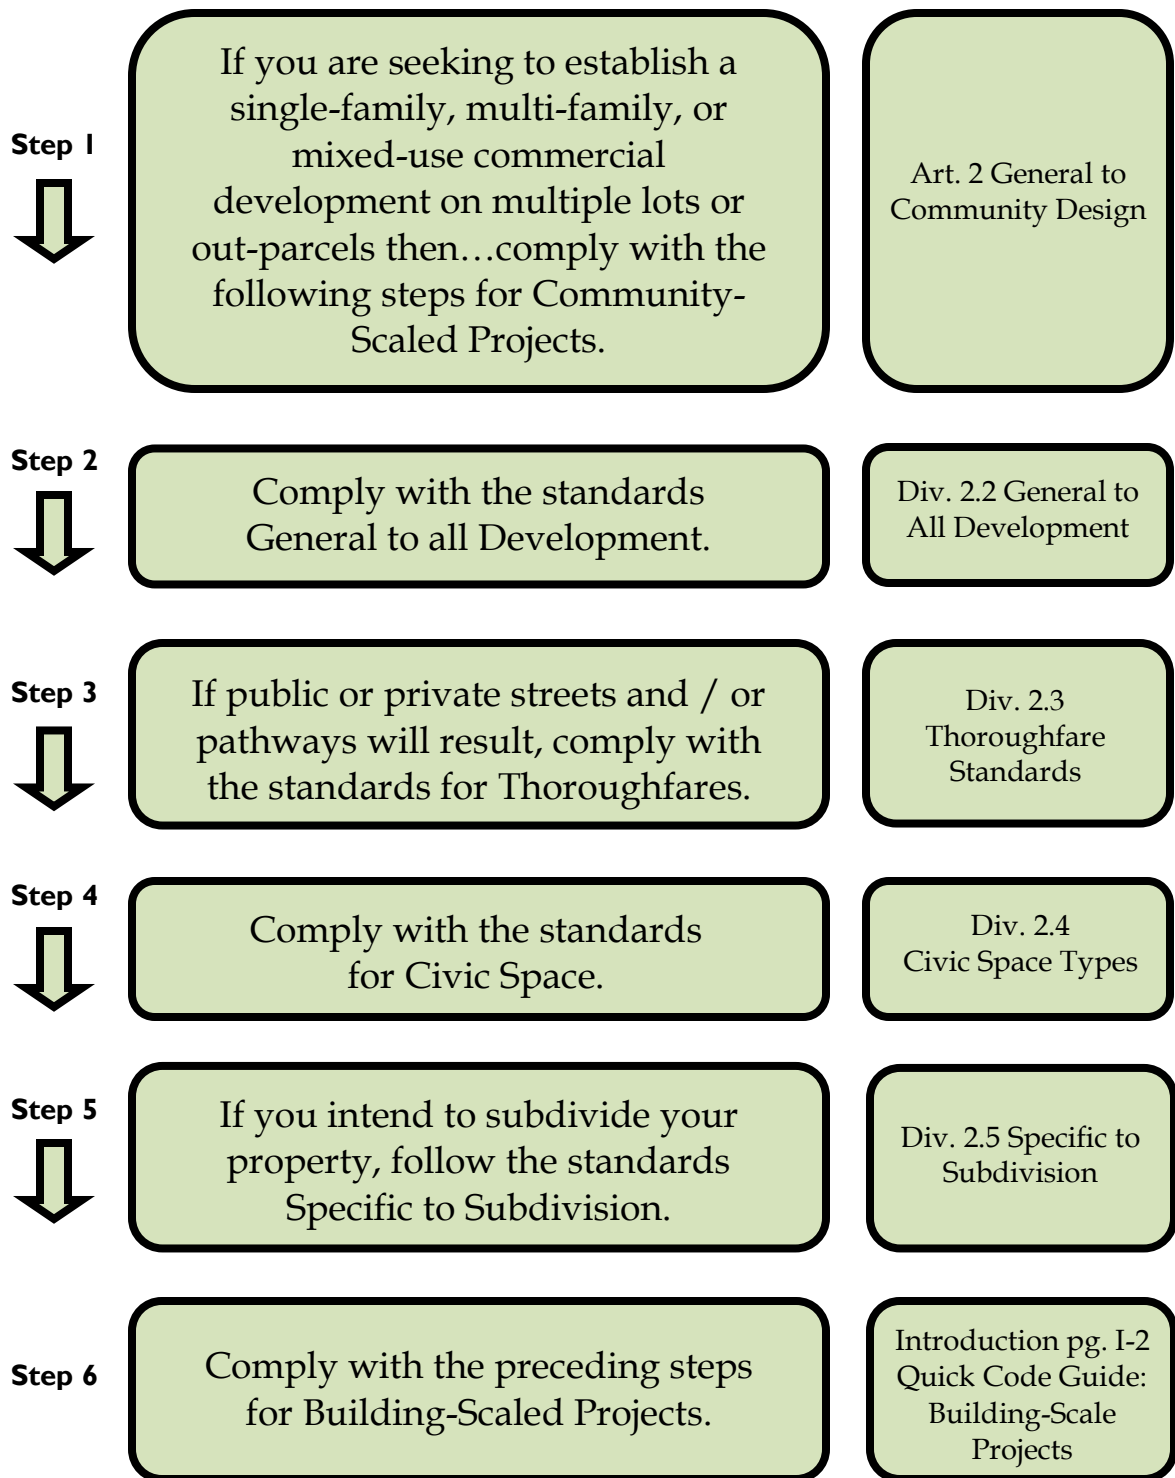 Step 1
If you are seeking to establish a
single-family, multi-family, or
mixed-use commercial
development on multiple lots or
out-parcels then…comply with the
following steps for Community-
Scaled Projects.
Art. 2 General to
Community Design
Step 2
Comply with the standards
General to all Development.
Div. 2.2 General to
All Development
Step 3
If public or private streets and / or
pathways will result, comply with
the standards for Thoroughfares.
Div. 2.3
Thoroughfare
Standards
Step 4
Comply with the standards
for Civic Space.
Div. 2.4
Civic Space Types
Step 5
If you intend to subdivide your
property, follow the standards
Specific to Subdivision.
Div. 2.5 Specific to
Subdivision
Step 6
Comply with the preceding steps
for Building-Scaled Projects.
Introduction pg. I-2
Quick Code Guide:
Building-Scale
Projects